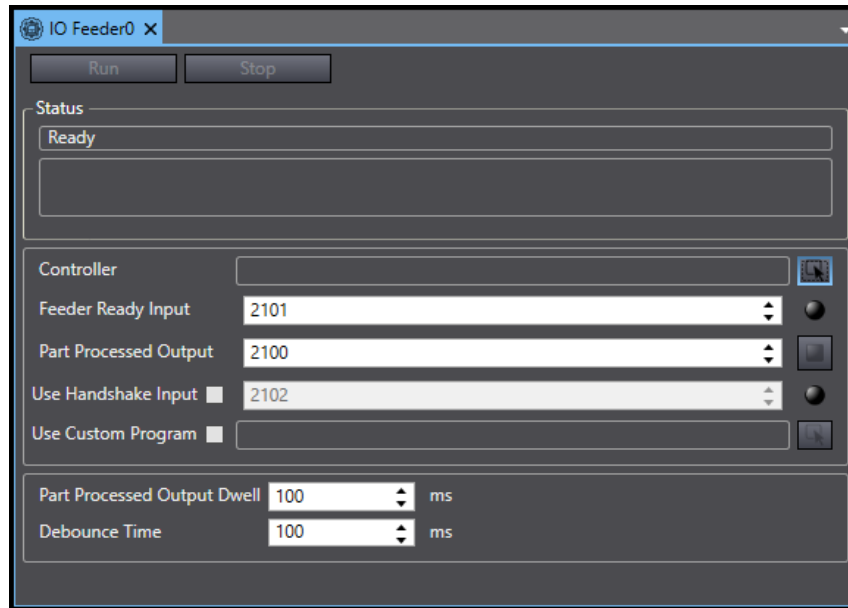 IO Feeder0
Run Stop
Status
Ready
Controller
Feeder Ready Input 2101
Part Processed Output 2100
Use Handshake Input 2102
Use Custom Program
Part Processed Output Dwell 100 ms
Debounce Time 100 ms